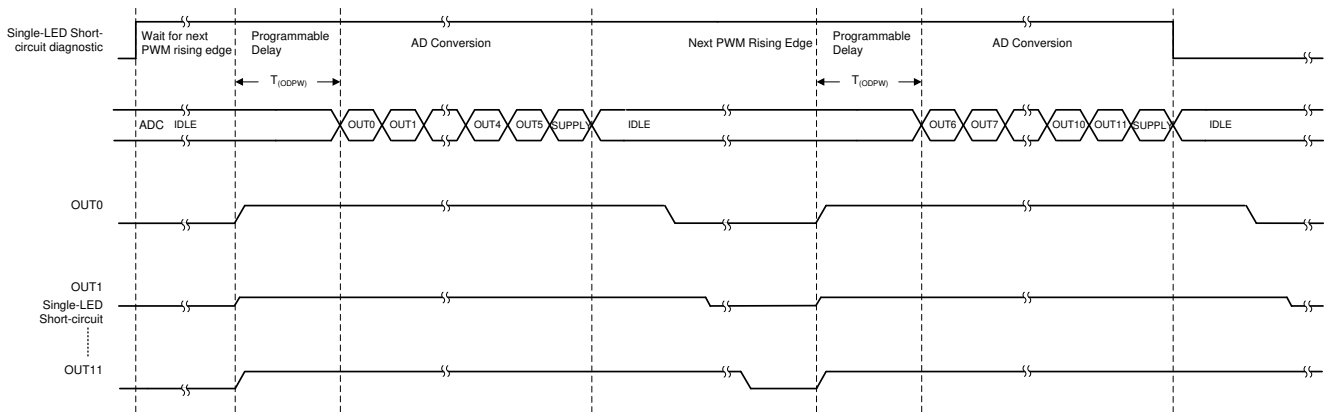 Single-LED Short-
circuit diagnostic
Wait for next
PWM rising edge
Programmable
Delay
AD Conversion
Next PWM Rising Edge
Programmable
Delay
AD Conversion
T(ODPW)
T(ODPW)
ADC IDLE
OUT0
OUT1
OUT4
OUT5
SUPPLY
IDLE
OUT6
OUT7
OUT10
OUT11
SUPPLY
IDLE
OUT0
OUT1
Single-LED
Short-circuit
OUT11